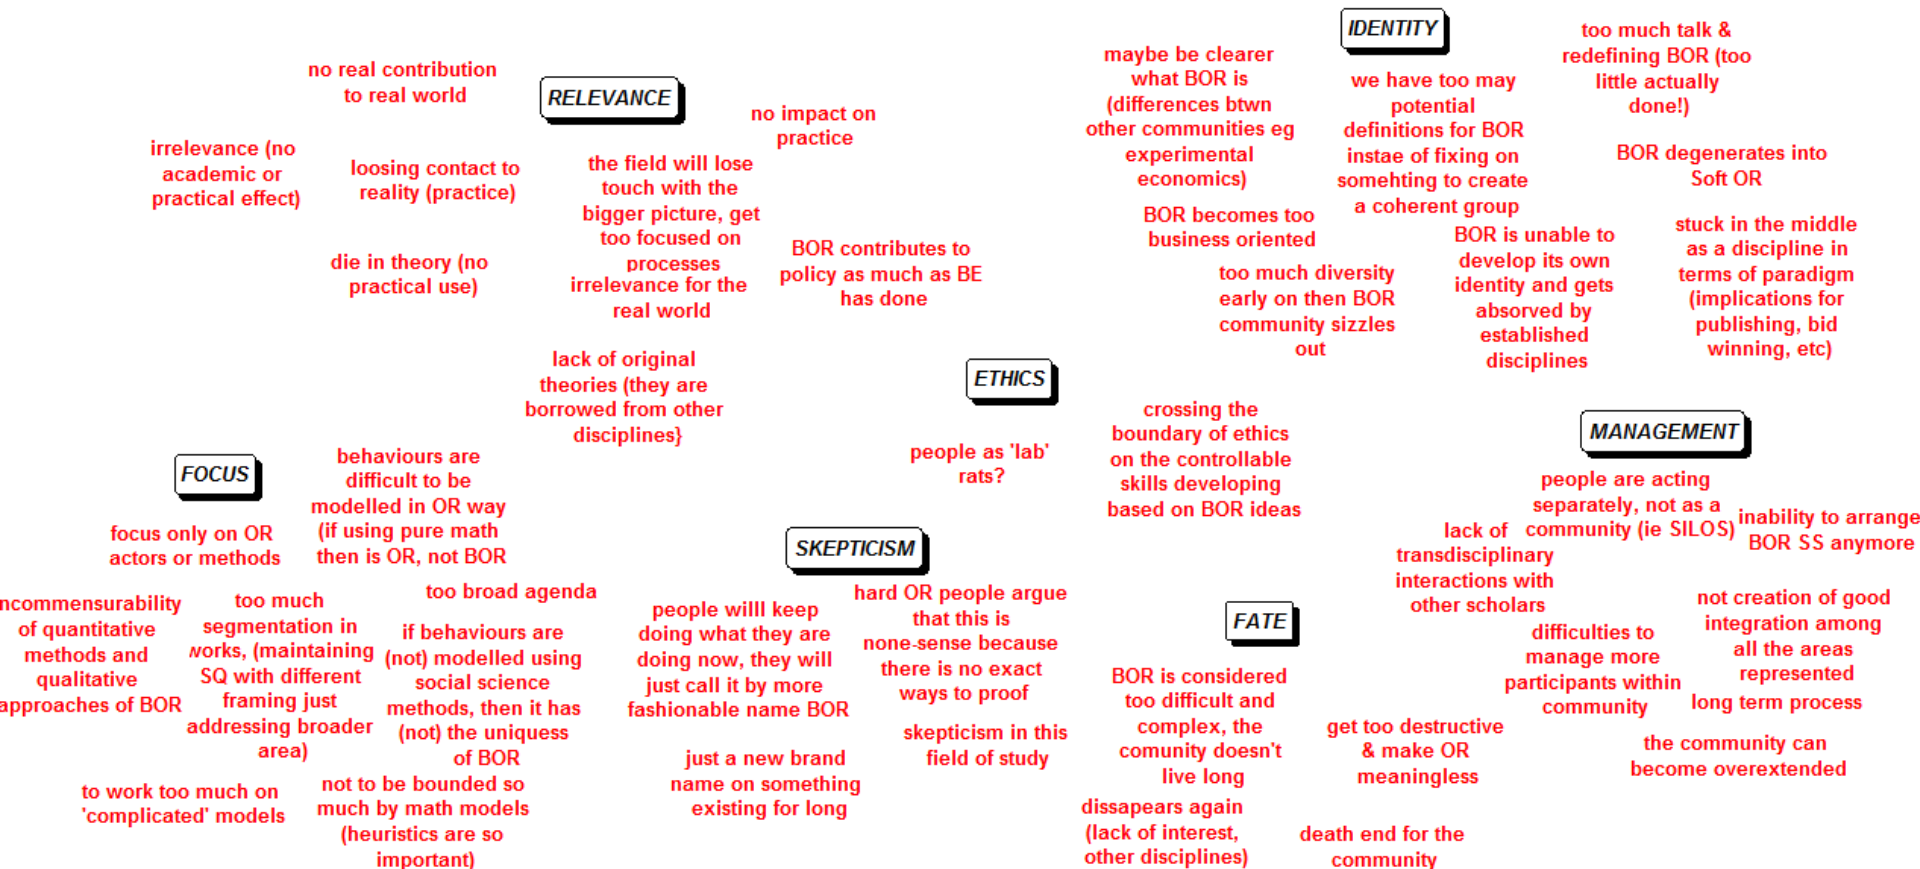 RELEVANCE
no real contribution
to real world
irrelevance (no
academic or
practical effect)
loosing contact to
reality (practice)
the field will lose
touch with the
bigger picture, get
too focused on
processes
no impact on
practice
die in theory (no
practical use)
irrelevance for the
real world
BOR contributes to
policy as much as BE
has done
lack of original
theories (they are
borrowed from other
disciplines}
IDENTITY
maybe be clearer
what BOR is
(differences btwn
other communities eg
experimental
economics)
we have too may
potential
definitions for BOR
instae of fixing on
somehting to create
a coherent group
too much talk &
redefining BOR (too
little actually
done!)
BOR degenerates into
Soft OR
BOR becomes too
business oriented
too much diversity
early on then BOR
community sizzles
out
BOR is unable to
develop its own
identity and gets
absorved by
established
disciplines
stuck in the middle
as a discipline in
terms of paradigm
(implications for
publishing, bid
winning, etc)
ETHICS
people as 'lab'
rats?
crossing the
boundary of ethics
on the controllable
skills developing
based on BOR ideas
FOCUS
behaviours are
difficult to be
modelled in OR way
(if using pure math
then is OR, not BOR
focus only on OR
actors or methods
too broad agenda
ncommensurability
of quantitative
methods and
qualitative
approaches of BOR
too much
segmentation in
works, (maintaining
SQ with different
framing just
addressing broader
area)
if behaviours are
(not) modelled using
social science
methods, then it has
(not) the uniquess
of BOR
to work too much on
'complicated' models
not to be bounded so
much by math models
(heuristics are so
important)
SKEPTICISM
people willl keep
doing what they are
doing now, they will
just call it by more
fashionable name BOR
hard OR people argue
that this is
none-sense because
there is no exact
ways to proof
skepticism in this
field of study
just a new brand
name on something
existing for long
FATE
BOR is considered
too difficult and
complex, the
comunity doesn't
live long
get too destructive
& make OR
meaningless
dissapears again
(lack of interest,
other disciplines)
death end for the
community
MANAGEMENT
people are acting
separately, not as a
community (ie SILOS)
inability to arrange
BOR SS anymore
lack of
transdisciplinary
interactions with
other scholars
not creation of good
integration among
all the areas
represented
difficulties to
manage more
participants within
community
long term process
the community can
become overextended